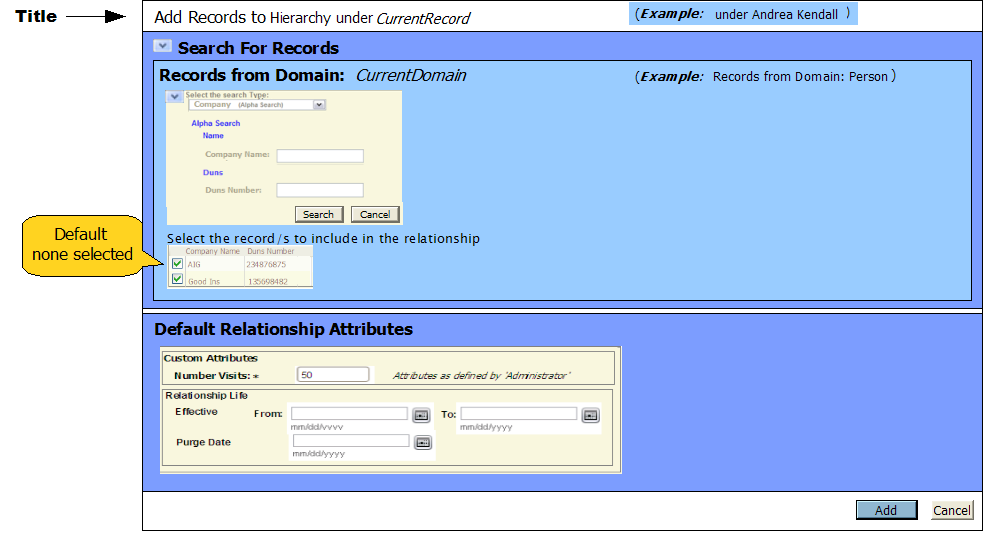 Title
Add Records to Hierarchy under CurrentRecord
(Example: under Andrea Kendall )
Search For Records
Records from Domain: CurrentDomain
(Example: Records from Domain: Person )
Select the search Type:
Company (Alpha Search)
Alpha Search
Name
Company Name:
Duns
Duns Number:
Search Cancel
Default
none selected
Select the record/s to include in the relationship
Company Name Duns Number
AIG 234876875
Good Ins 135698482
Default Relationship Attributes
Custom Attributes
Number Visits: * 50 Attributes as defined by 'Administrator'
Relationship Life
Effective From: To:
mm/dd/yyyy mm/dd/yyyy
Purge Date
mm/dd/yyyy
Add Cancel